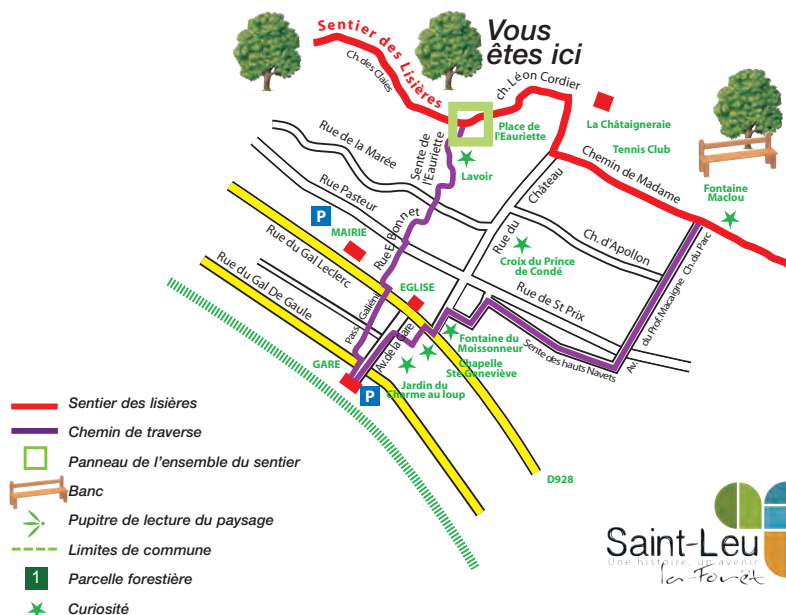 Vous
êtes ici
Sentier des Lisières
Ch. des Claies
ch. Léon Cordier
La Châtaigneraie
Place de
l'Eauriette
Tennis Club
Rue de la Marée
Sente de
l'Eauriette
Lavoir
Chemin de Madame
Fontaine
Maclou
Rue Pasteur
Rue du
Château
P
MAIRIE
Rue E. Bonnet
Croix du Prince
de Condé
Ch. d'Apollon
Rue du Gal Leclerc
Rue du Gal De Gaule
EGLISE
Rue de St Prix
Av. du Prof. Macaigne
Ch. du Parc
Pass. Galiéni
Av. de la Gare
Fontaine du
Moissonneur
Sente des hauts Navets
GARE
Chapelle
Ste Geneviève
P
Jardin du
Charme au loup
D928
Sentier des lisières
Chemin de traverse
Panneau de l'ensemble du sentier
Banc
Pupitre de lecture du paysage
Limites de commune
1
Parcelle forestière
Curiosité
Saint-Leu
Une histoire, un avenir
la-Forêt